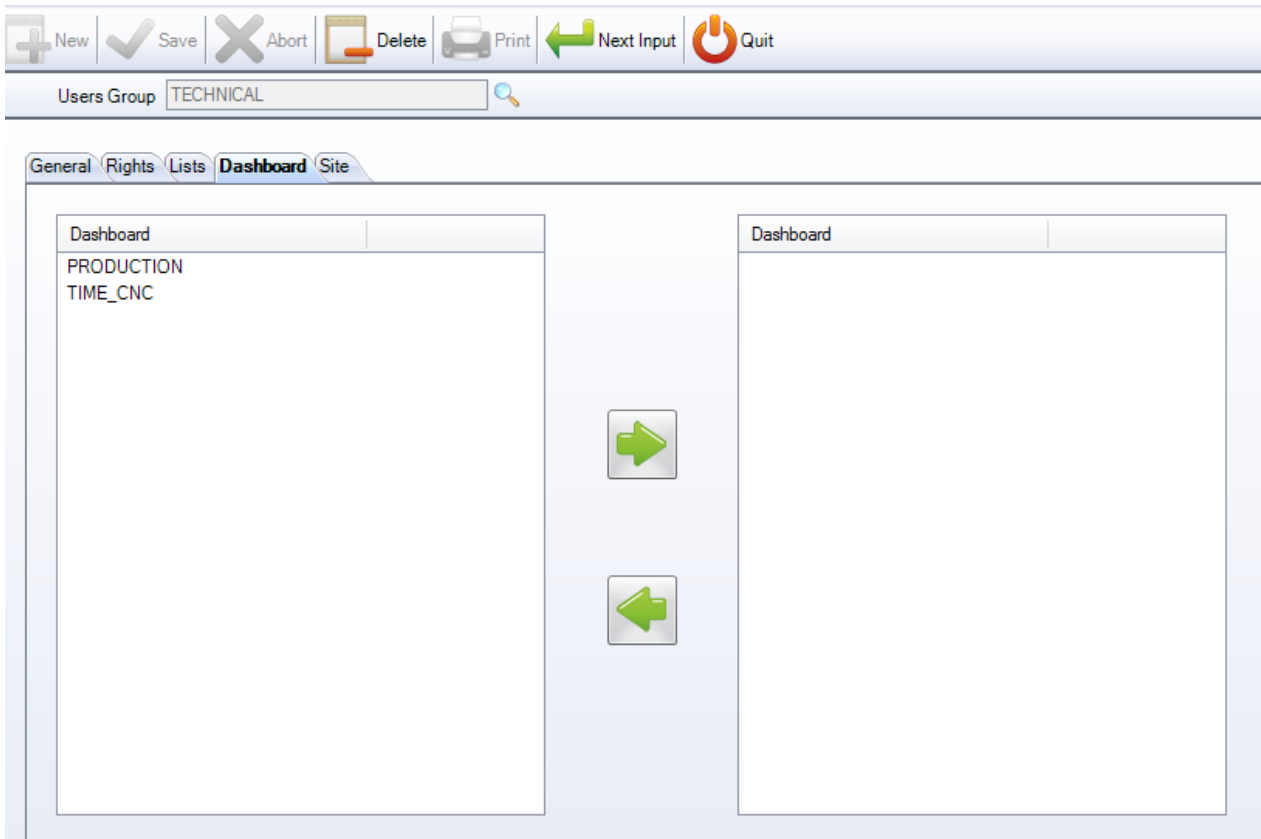 New Save Abort Delete Print Next Input Quit
Users Group TECHNICAL
General Rights Lists Dashboard Site
Dashboard Dashboard
PRODUCTION
TIME_CNC